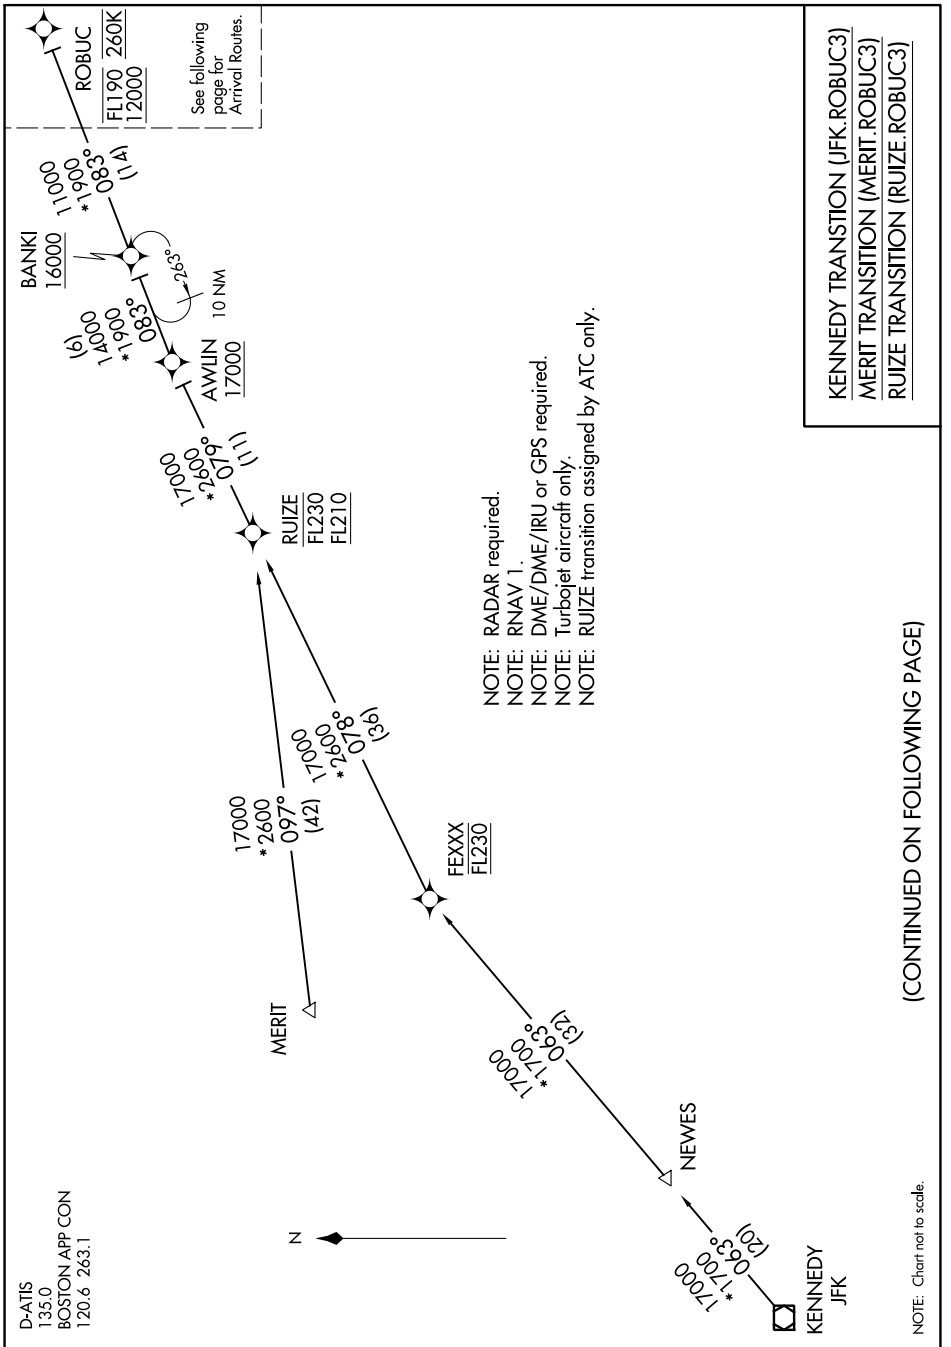 D-ATIS
135.0
BOSTON APP CON
120.6 263.1
N
KENNEDY
JFK
17000
*1700
063°
(20)
NEWES
17000
*1700
063°
(32)
FEXXX
FL230
MERIT
17000
*2600
097°
(42)
17000
*2600
078°
(36)
RUIZE
FL230
FL210
17000
*2600
079°
(11)
AWLIN
17000
(6)
14000
*1900
083°
BANKI
16000
263°
10 NM
11000
*1900
083°
(14)
ROBUC
FL190 260K
12000
See following
page for
Arrival Routes.
NOTE: RADAR required.
NOTE: RNAV 1.
NOTE: DME/DME/IRU or GPS required.
NOTE: Turbojet aircraft only.
NOTE: RUIZE transition assigned by ATC only.
KENNEDY TRANSTION (JFK.ROBUC3)
MERIT TRANSITION (MERIT.ROBUC3)
RUIZE TRANSITION (RUIZE.ROBUC3)
(CONTINUED ON FOLLOWING PAGE)
NOTE: Chart not to scale.